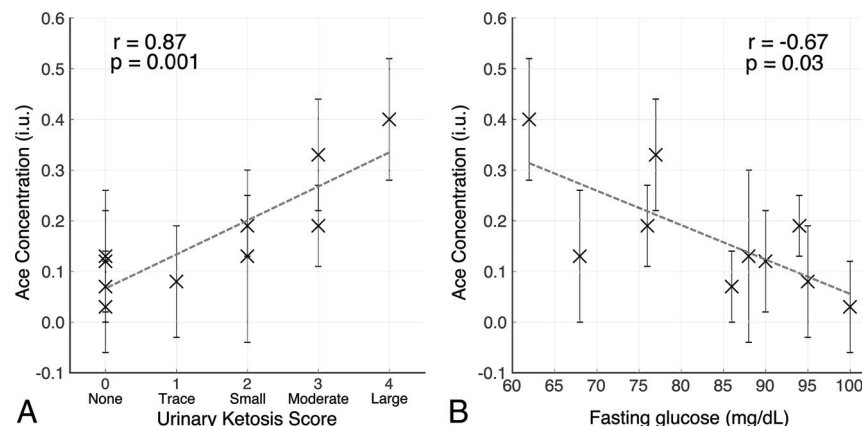 r = 0.87
p = 0.001
Ace Concentration (i.u.)
0.6
0.5
0.4
0.3
0.2
0.1
0.0
-0.1
0 1 2 3 4
None Trace Small Moderate Large
Urinary Ketosis Score
A
r = -0.67
p = 0.03
Ace Concentration (i.u.)
0.6
0.5
0.4
0.3
0.2
0.1
0.0
-0.1
60 65 70 75 80 85 90 95 100
Fasting glucose (mg/dL)
B